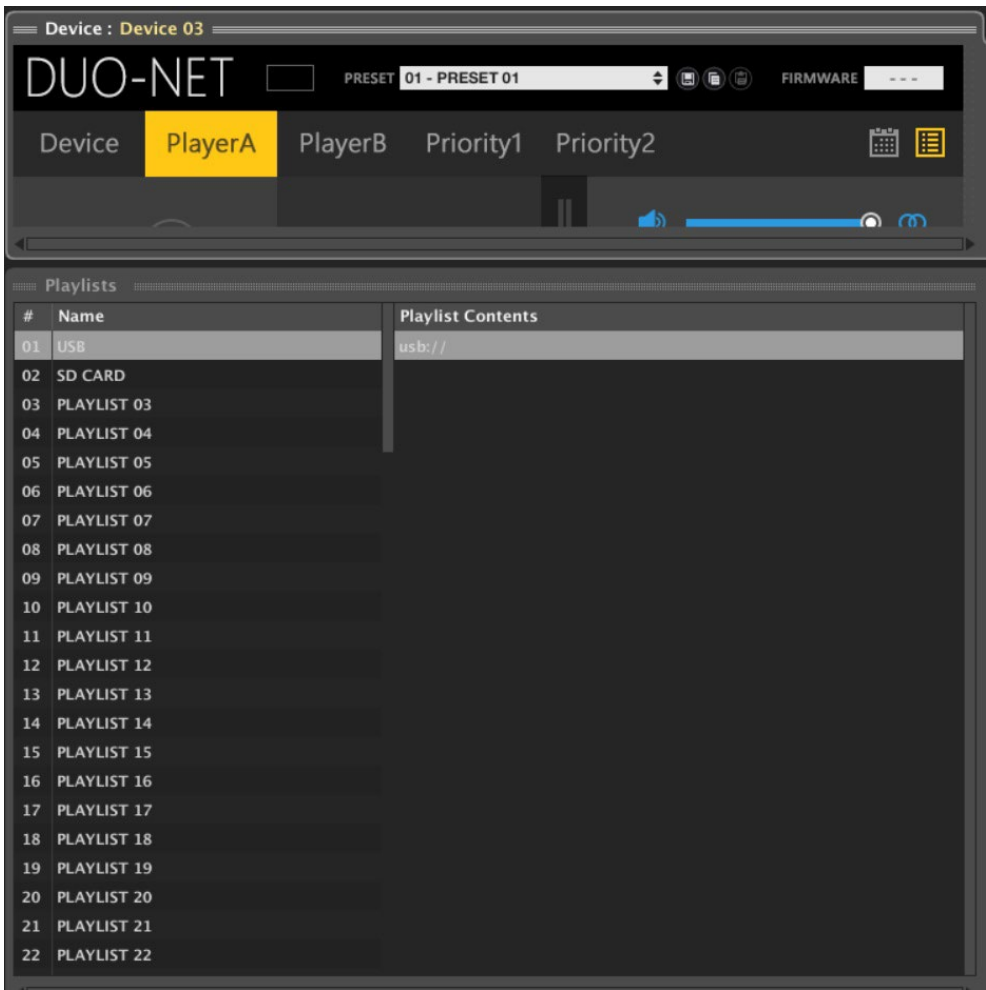 Device : Device 03
DUO-NET PRESET 01 - PRESET 01 FIRMWARE - - -
Device PlayerA PlayerB Priority1 Priority2
Playlists
# Name Playlist Contents
01 USB usb://
02 SD CARD
03 PLAYLIST 03
04 PLAYLIST 04
05 PLAYLIST 05
06 PLAYLIST 06
07 PLAYLIST 07
08 PLAYLIST 08
09 PLAYLIST 09
10 PLAYLIST 10
11 PLAYLIST 11
12 PLAYLIST 12
13 PLAYLIST 13
14 PLAYLIST 14
15 PLAYLIST 15
16 PLAYLIST 16
17 PLAYLIST 17
18 PLAYLIST 18
19 PLAYLIST 19
20 PLAYLIST 20
21 PLAYLIST 21
22 PLAYLIST 22